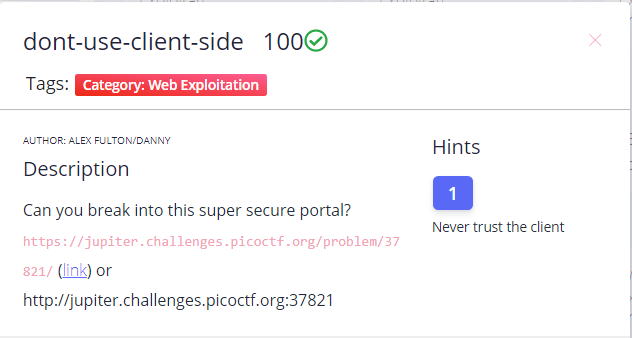 dont-use-client-side 100
Tags: Category: Web Exploitation
AUTHOR: ALEX FULTON/DANNY
Description
Can you break into this super secure portal?
https://jupiter.challenges.picoctf.org/problem/37
821/ (link) or
http://jupiter.challenges.picoctf.org:37821
Hints
1
Never trust the client